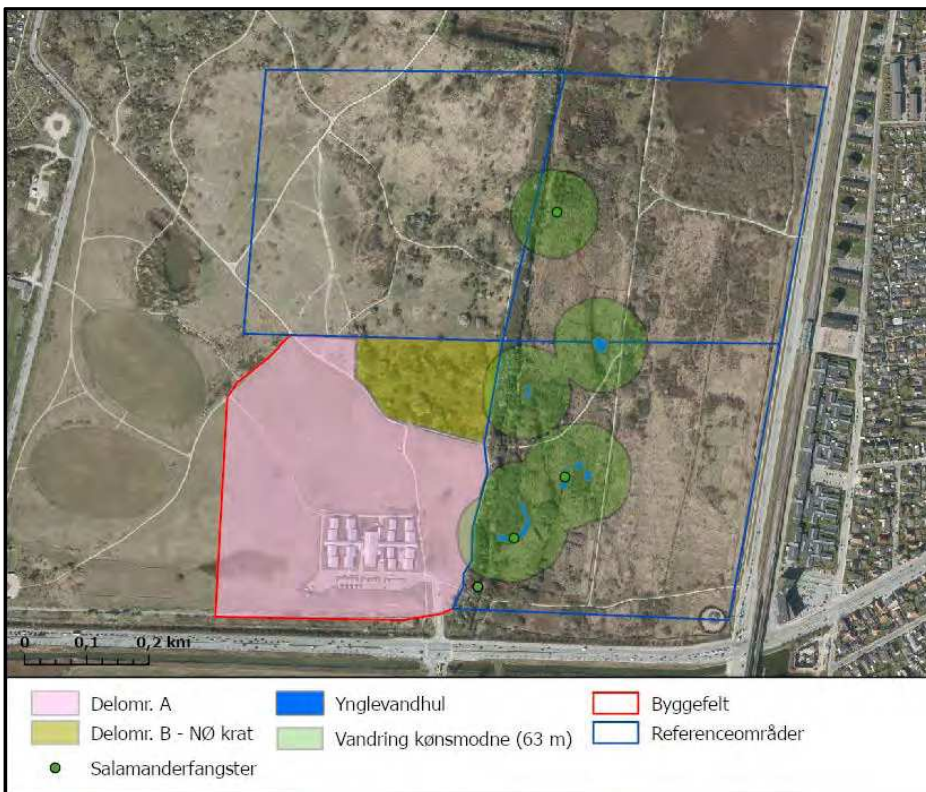 0 0,1 0,2 km
Delomr. A
Ynglevandhul
Byggefelt
Delomr. B - NØ krat
Vandring kønsmodne (63 m)
Referenceområder
Salamanderfangster